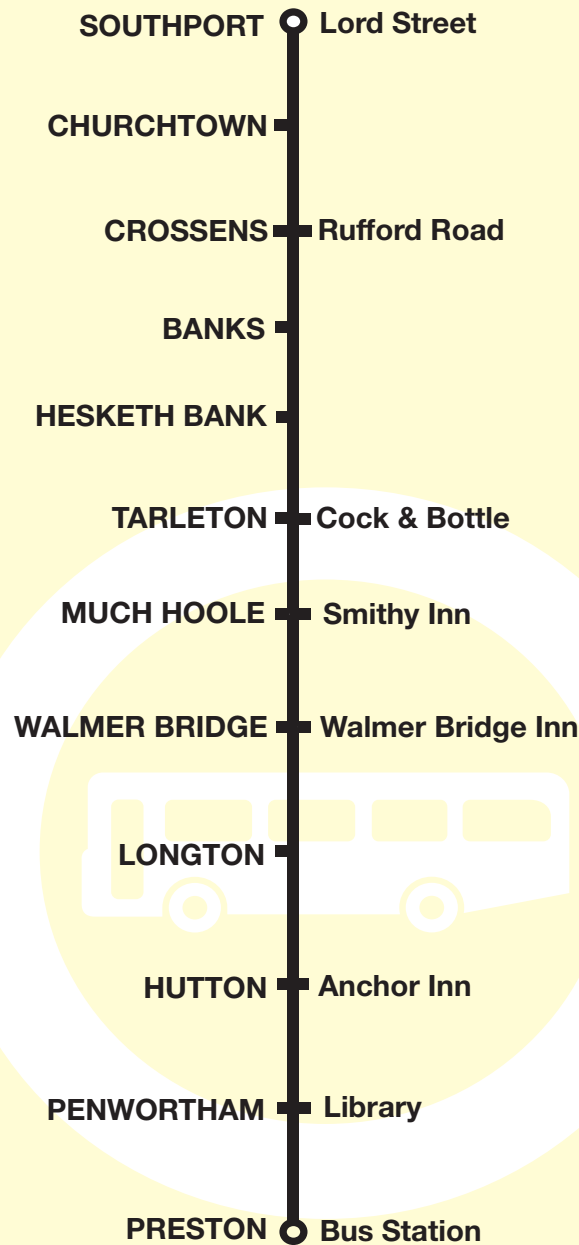 SOUTHPORT Lord Street
CHURCHTOWN
CROSSENS Rufford Road
BANKS
HESKETH BANK
TARLETON Cock & Bottle
MUCH HOOLE Smithy Inn
WALMER BRIDGE Walmer Bridge Inn
LONGTON
HUTTON Anchor Inn
PENWORTHAM Library
PRESTON Bus Station